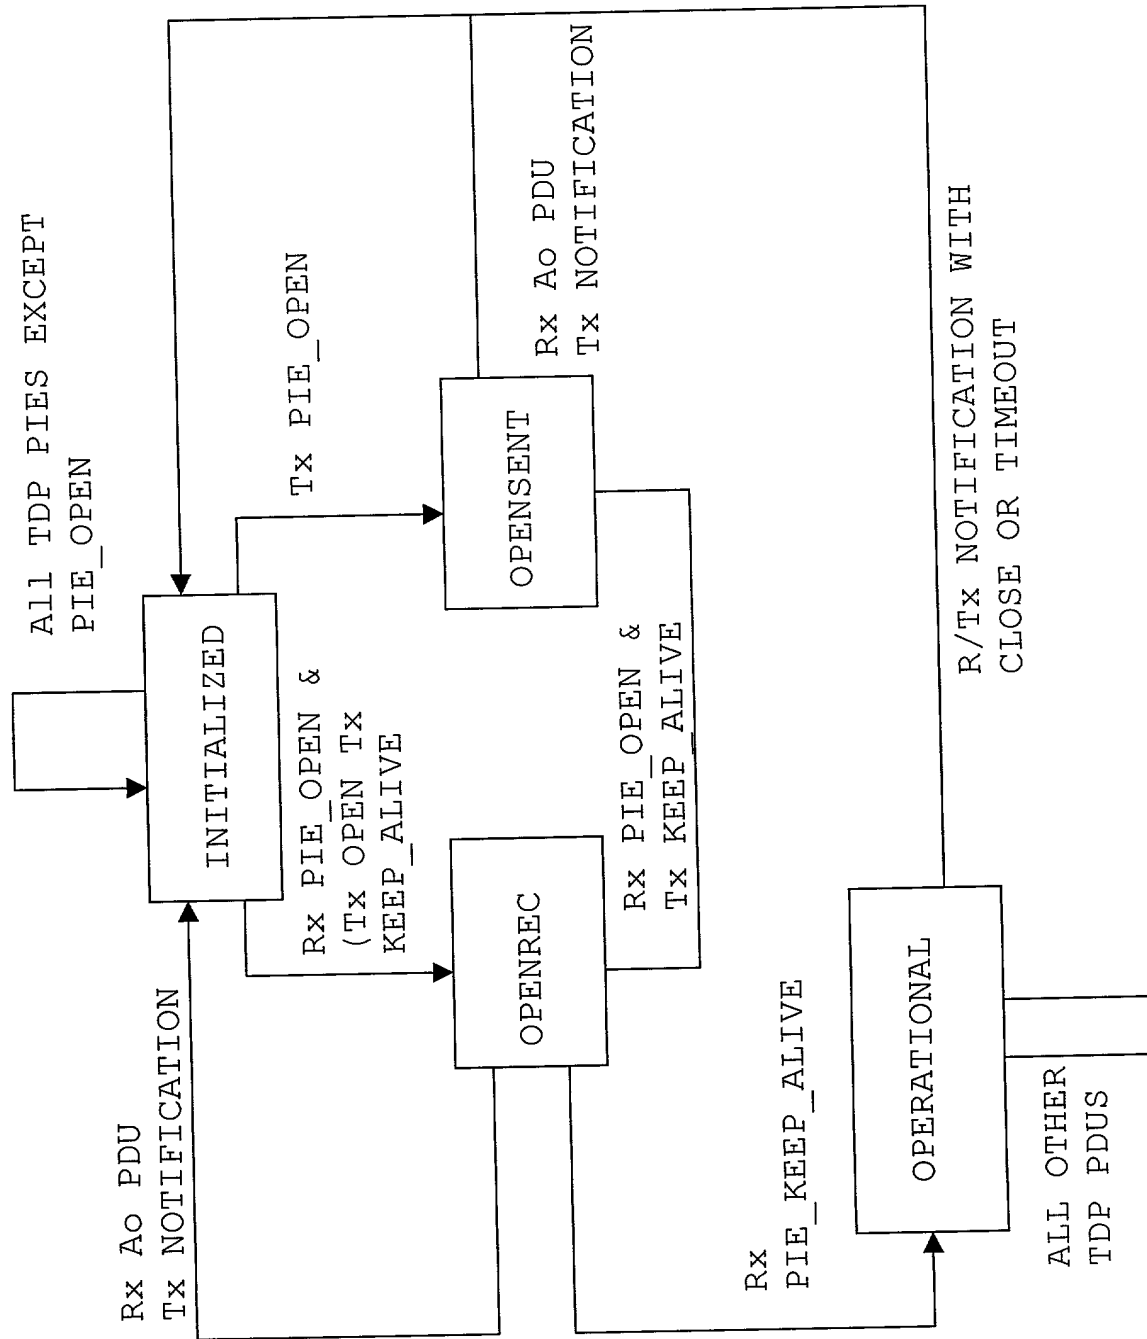 All TDP PIES EXCEPT
PIE_OPEN
INITIALIZED
Rx Ao PDU
Tx NOTIFICATION
Rx PIE_OPEN &
(Tx OPEN Tx
KEEP_ALIVE
Tx PIE_OPEN
OPENREC
OPENSENT
Rx Ao PDU
Tx NOTIFICATION
Rx PIE_OPEN &
Tx KEEP_ALIVE
Rx
PIE_KEEP_ALIVE
OPERATIONAL
R/Tx NOTIFICATION WITH
CLOSE OR TIMEOUT
ALL OTHER
TDP PDUS